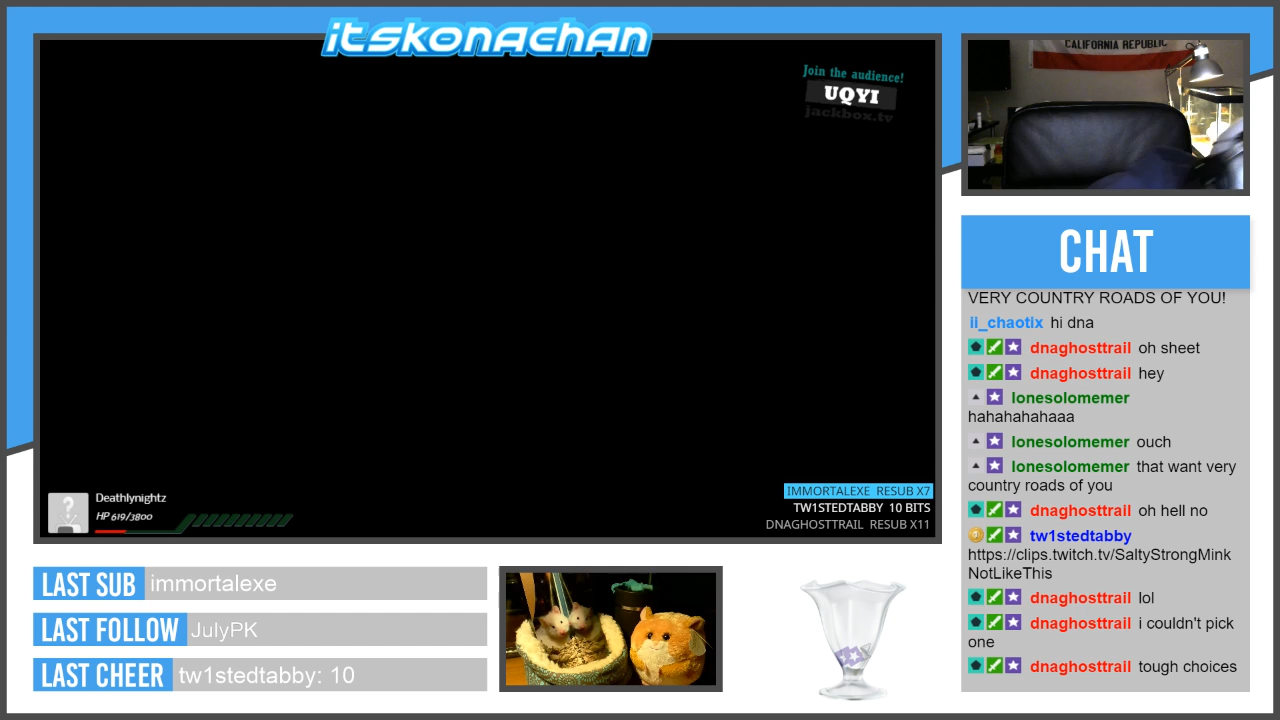 itskonachan
Join the audience!
UQYI
jackbox.tv
CALIFORNIA REPUBLIC
CHAT
VERY COUNTRY ROADS OF YOU!
ii_chaotix hi dna
dnaghosttrail oh sheet
dnaghosttrail hey
lonesolomemer
hahahahahaaa
lonesolomemer ouch
lonesolomemer that want very
country roads of you
dnaghosttrail oh hell no
tw1stedtabby
https://clips.twitch.tv/SaltyStrongMink
NotLikeThis
dnaghosttrail lol
dnaghosttrail i couldn't pick
one
dnaghosttrail tough choices
Deathlynightz
HP 619/3800
IMMORTALEXE RESUB X7
TW1STEDTABBY 10 BITS
DNAGHOSTTRAIL RESUB X11
LAST SUB immortalexe
LAST FOLLOW JulyPK
LAST CHEER tw1stedtabby: 10